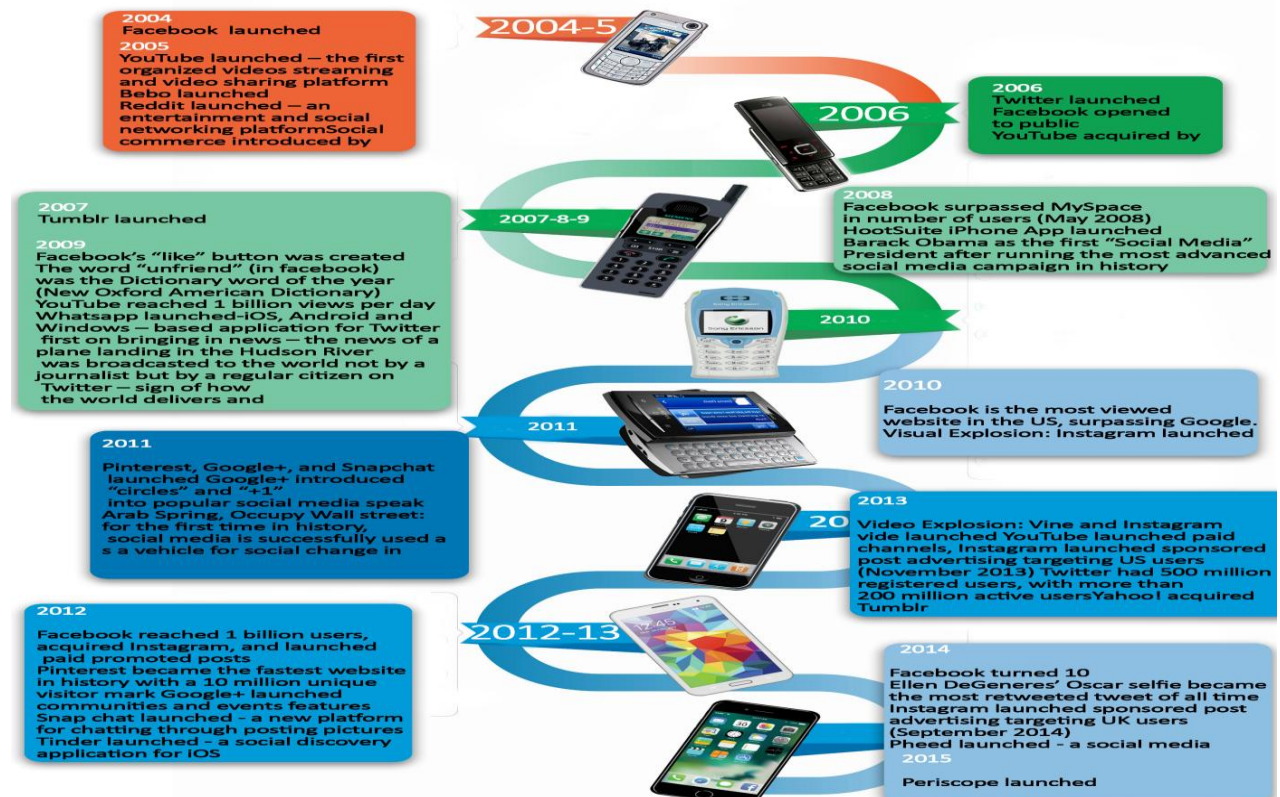 2004
Facebook launched
2005
YouTube launched – the first
organized videos streaming
and video sharing platform
Bebo launched
Reddit launched – an
entertainment and social
networking platformSocial
commerce introduced by
2004-5
2006
2006
Twitter launched
Facebook opened
to public
YouTube acquired by
2007
Tumblr launched
2009
Facebook's "like" button was created
The word "unfriend" (in facebook)
was the Dictionary word of the year
(New Oxford American Dictionary)
YouTube reached 1 billion views per day
Whatsapp launched-iOS, Android and
Windows – based application for Twitter
first on bringing in news – the news of a
plane landing in the Hudson River
was broadcasted to the world not by a
journalist but by a regular citizen on
Twitter – sign of how
the world delivers and
2007-8-9
2008
Facebook surpassed MySpace
in number of users (May 2008)
HootSuite iPhone App launched
Barack Obama as the first "Social Media"
President after running the most advanced
social media campaign in history
Sony Ericsson
2010
2010
Facebook is the most viewed
website in the US, surpassing Google.
Visual Explosion: Instagram launched
2011
2011
Pinterest, Google+, and Snapchat
launched Google+ introduced
"circles" and "+1"
into popular social media speak
Arab Spring, Occupy Wall street:
for the first time in history,
social media is successfully used a
s a vehicle for social change in
20
2013
Video Explosion: Vine and Instagram
vide launched YouTube launched paid
channels, Instagram launched sponsored
post advertising targeting US users
(November 2013) Twitter had 500 million
registered users, with more than
200 million active usersYahoo! acquired
Tumblr
2012
Facebook reached 1 billion users,
acquired Instagram, and launched
paid promoted posts
Pinterest became the fastest website
in history with a 10 million unique
visitor mark Google+ launched
communities and events features
Snap chat launched - a new platform
for chatting through posting pictures
Tinder launched - a social discovery
application for iOS
2012-13
12:45
2014
Facebook turned 10
Ellen DeGeneres' Oscar selfie became
the most retweeted tweet of all time
Instagram launched sponsored post
advertising targeting UK users
(September 2014)
Pheed launched - a social media
2015
Periscope launched